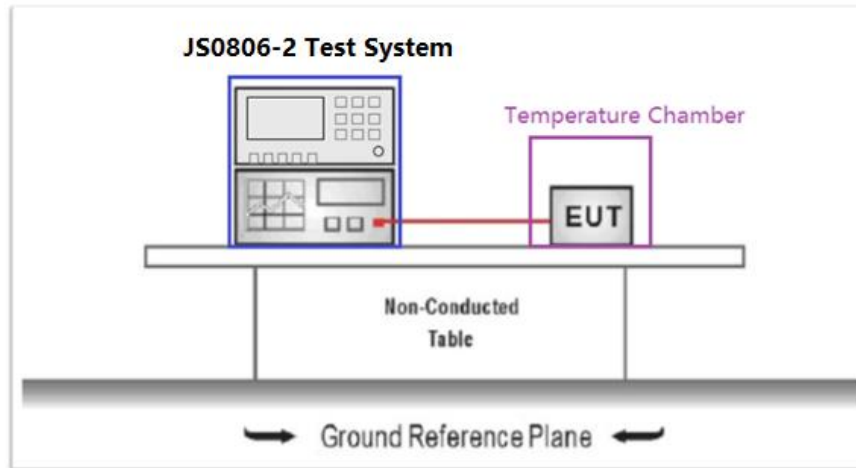 JS0806-2 Test System
Temperature Chamber
EUT
Non-Conducted
Table
Ground Reference Plane